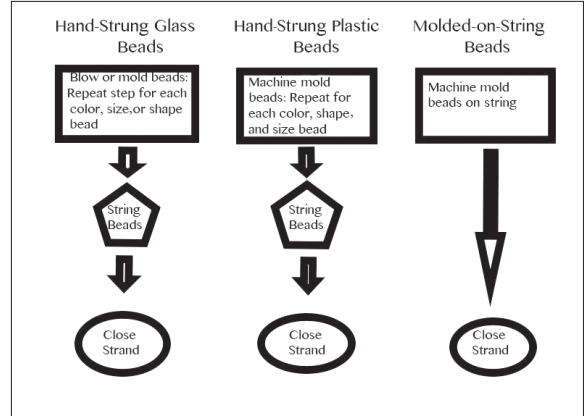 Hand-Strung Glass
Beads
Blow or mold beads:
Repeat step for each
color, size,or shape
bead
String
Beads
Close
Strand
Hand-Strung Plastic
Beads
Machine mold
beads: Repeat for
each color, shape,
and size bead
String
Beads
Close
Strand
Molded-on-String
Beads
Machine mold
beads on string
Close
Strand